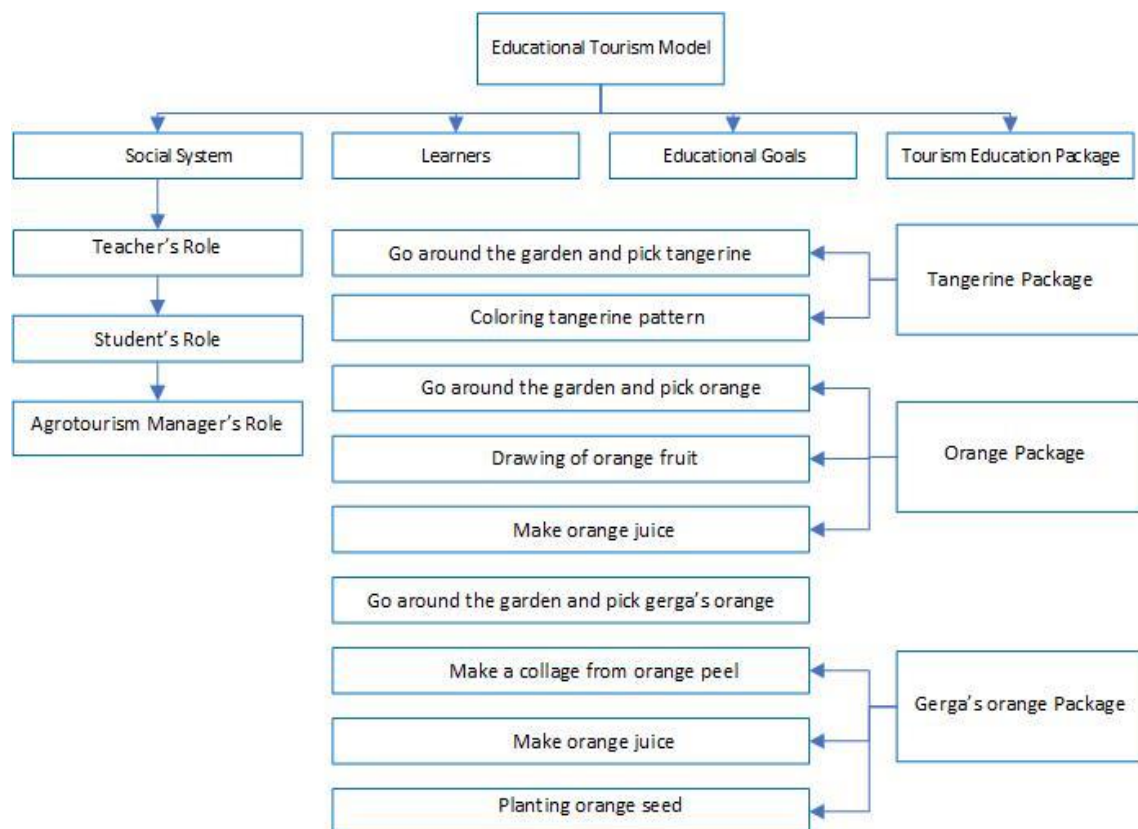 Educational Tourism Model
Social System
Learners
Educational Goals
Tourism Education Package
Teacher's Role
Student's Role
Agrotourism Manager's Role
Go around the garden and pick tangerine
Coloring tangerine pattern
Tangerine Package
Go around the garden and pick orange
Drawing of orange fruit
Make orange juice
Orange Package
Go around the garden and pick gerga's orange
Make a collage from orange peel
Make orange juice
Planting orange seed
Gerga's orange Package